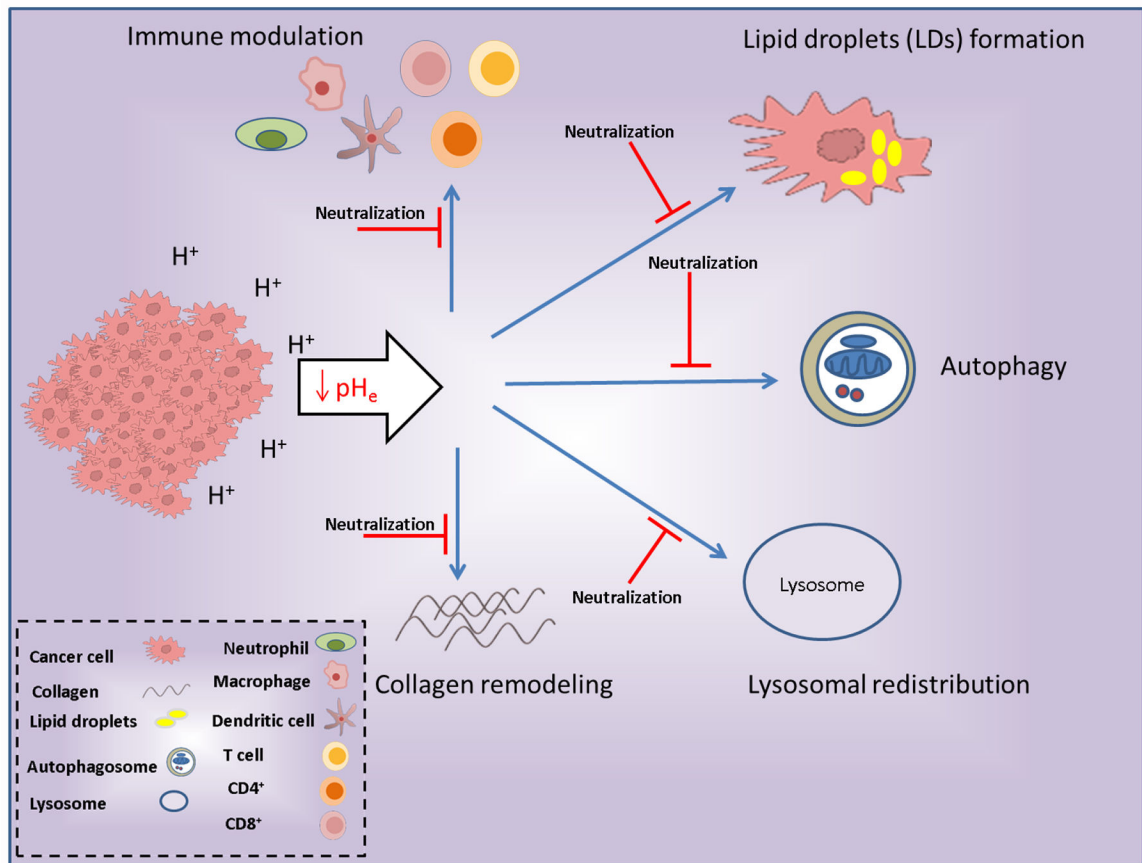 Immune modulation
Lipid droplets (LDs) formation
Neutralization
Neutralization
Neutralization
H⁺
H⁺
H⁺
↓ pHₑ
Autophagy
H⁺
H⁺
Neutralization
Neutralization
Lysosome
Collagen remodeling
Lysosomal redistribution
Cancer cell
Collagen
Lipid droplets
Autophagosome
Lysosome
Neutrophil
Macrophage
Dendritic cell
T cell
CD4⁺
CD8⁺